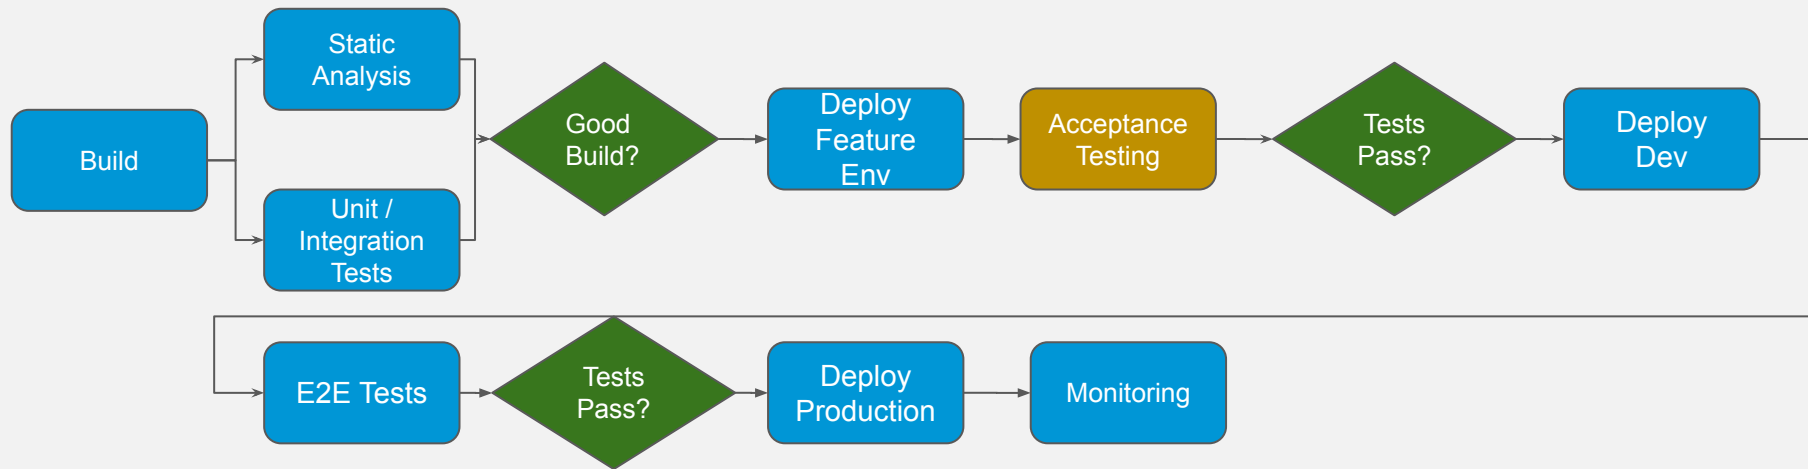 Static
Analysis
Build
Unit /
Integration
Tests
Good
Build?
Deploy
Feature
Env
Acceptance
Testing
Tests
Pass?
Deploy
Dev
E2E Tests
Tests
Pass?
Deploy
Production
Monitoring